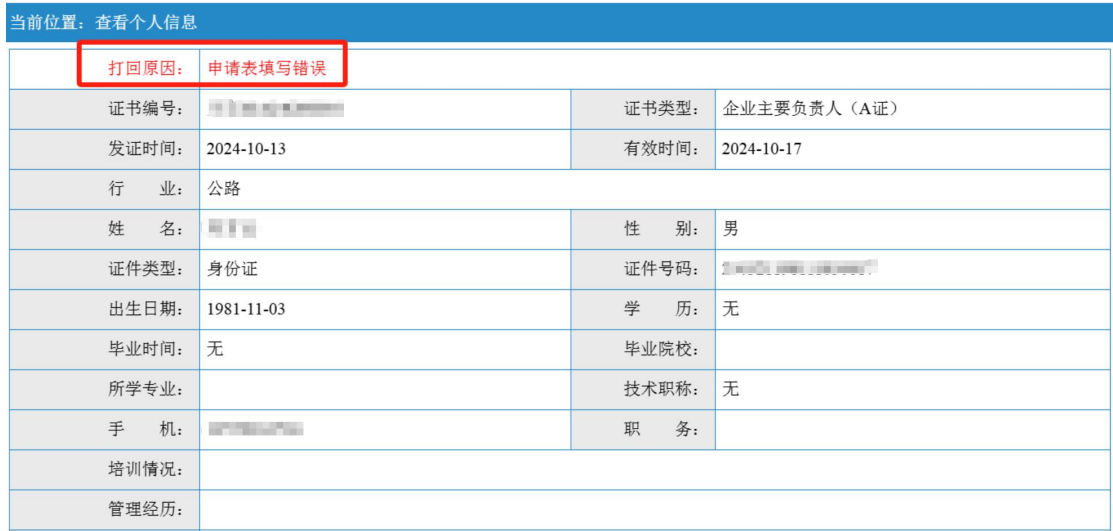 当前位置：查看个人信息
打回原因： 申请表填写错误
证书编号： 证书类型： 企业主要负责人（A证）
发证时间： 2024-10-13 有效时间： 2024-10-17
行 业： 公路
姓 名： 性 别： 男
证件类型： 身份证 证件号码：
出生日期： 1981-11-03 学 历： 无
毕业时间： 无 毕业院校：
所学专业： 技术职称： 无
手 机： 职 务：
培训情况：
管理经历：